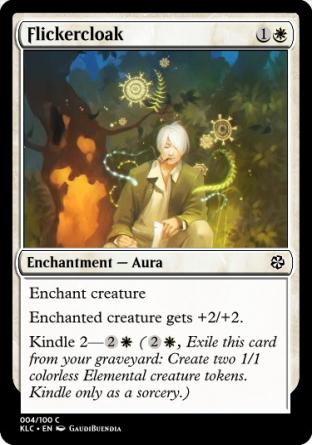 Flickercloak 1
Enchantment — Aura
Enchant creature
Enchanted creature gets +2/+2.
Kindle 2—2 ( 2 , Exile this card
from your graveyard: Create two 1/1
colorless Elemental creature tokens.
Kindle only as a sorcery.)
004/100 C
KLC • EN GaudiBuendia